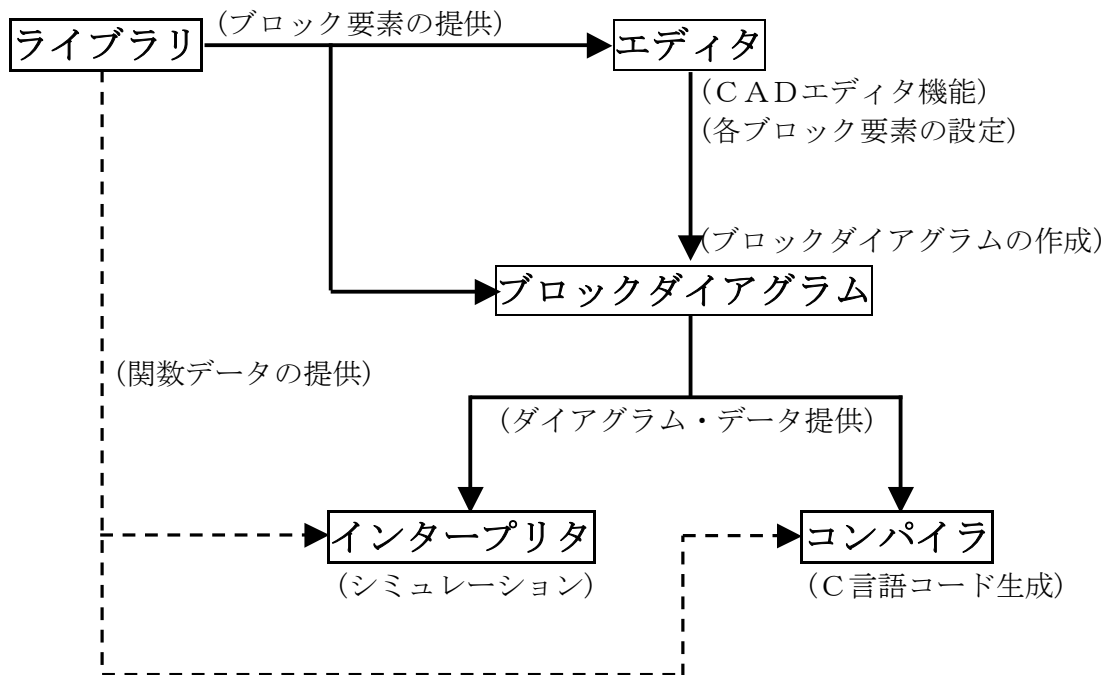 (ブロック要素の提供)
ライブラリ
エディタ
(CADエディタ機能)
(各ブロック要素の設定)
(ブロックダイアグラムの作成)
ブロックダイアグラム
(関数データの提供)
(ダイアグラム・データ提供)
インタープリタ
コンパイラ
(シミュレーション)
(C言語コード生成)